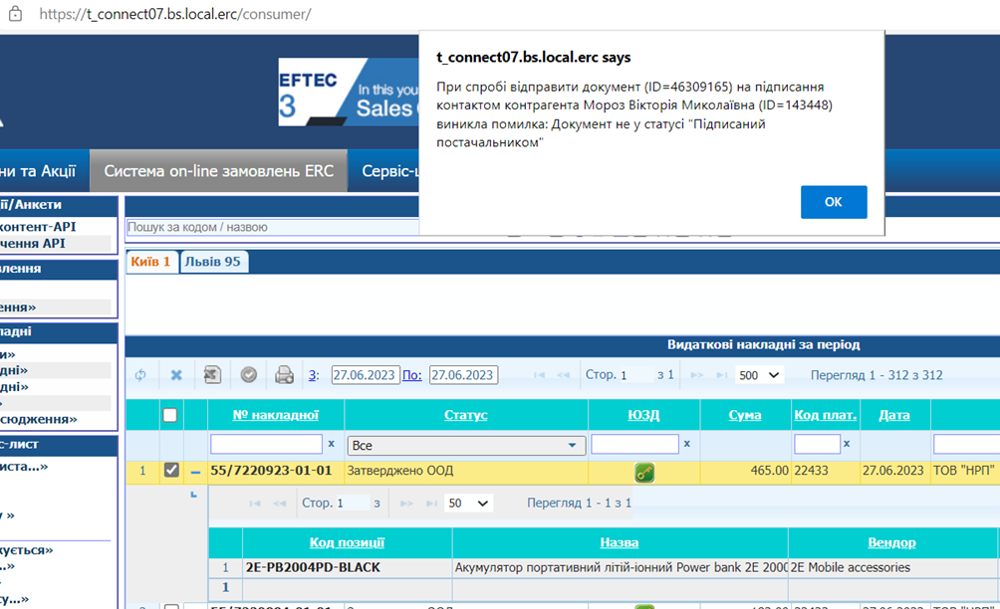 https://t_connect07.bs.local.erc/consumer/
t_connect07.bs.local.erc says
При спробі відправити документ (ID=46309165) на підписання
контактом контрагента Мороз Вікторія Миколаївна (ID=143448)
виникла помилка: Документ не у статусі "Підписаний
постачальником"
OK
EFTEC
3
In this you
Sales
ни та Акції
Система on-line замовлень ERC
Сервіс-ц
ії/Анкети
контент-API
чення API
влення
ення»
ладні
и»
дні»
дні»
»
сюдження»
с-лист
иста...»
у »
кується»
..»
су...»
Пошук за кодом / назвою
Київ 1
Львів 95
Видаткові накладні за період
З: 27.06.2023 По: 27.06.2023 Стор. 1 з 1 500 Перегляд 1 - 312 з 312
№ накладної Статус ЮЗД Сума Код плат. Дата
x Все x x
1 55/7220923-01-01 Затверджено ООД 465.00 22433 27.06.2023 ТОВ "НРП"
Стор. 1 з 50 Перегляд 1 - 1 з 1
Код позиції Назва Вендор
1 2E-PB2004PD-BLACK Акумулятор портативний літій-іонний Power bank 2E 2000 2E Mobile accessories
1